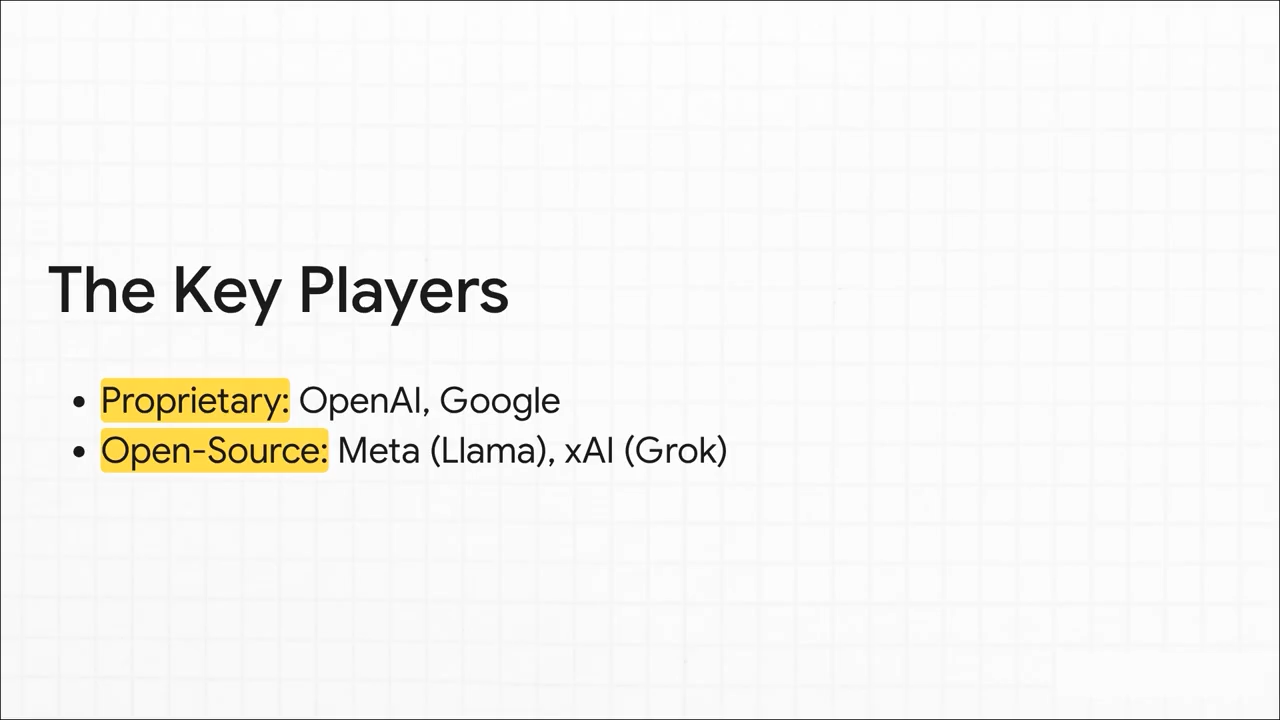 The Key Players
• Proprietary: OpenAI, Google
• Open-Source: Meta (Llama), xAI (Grok)